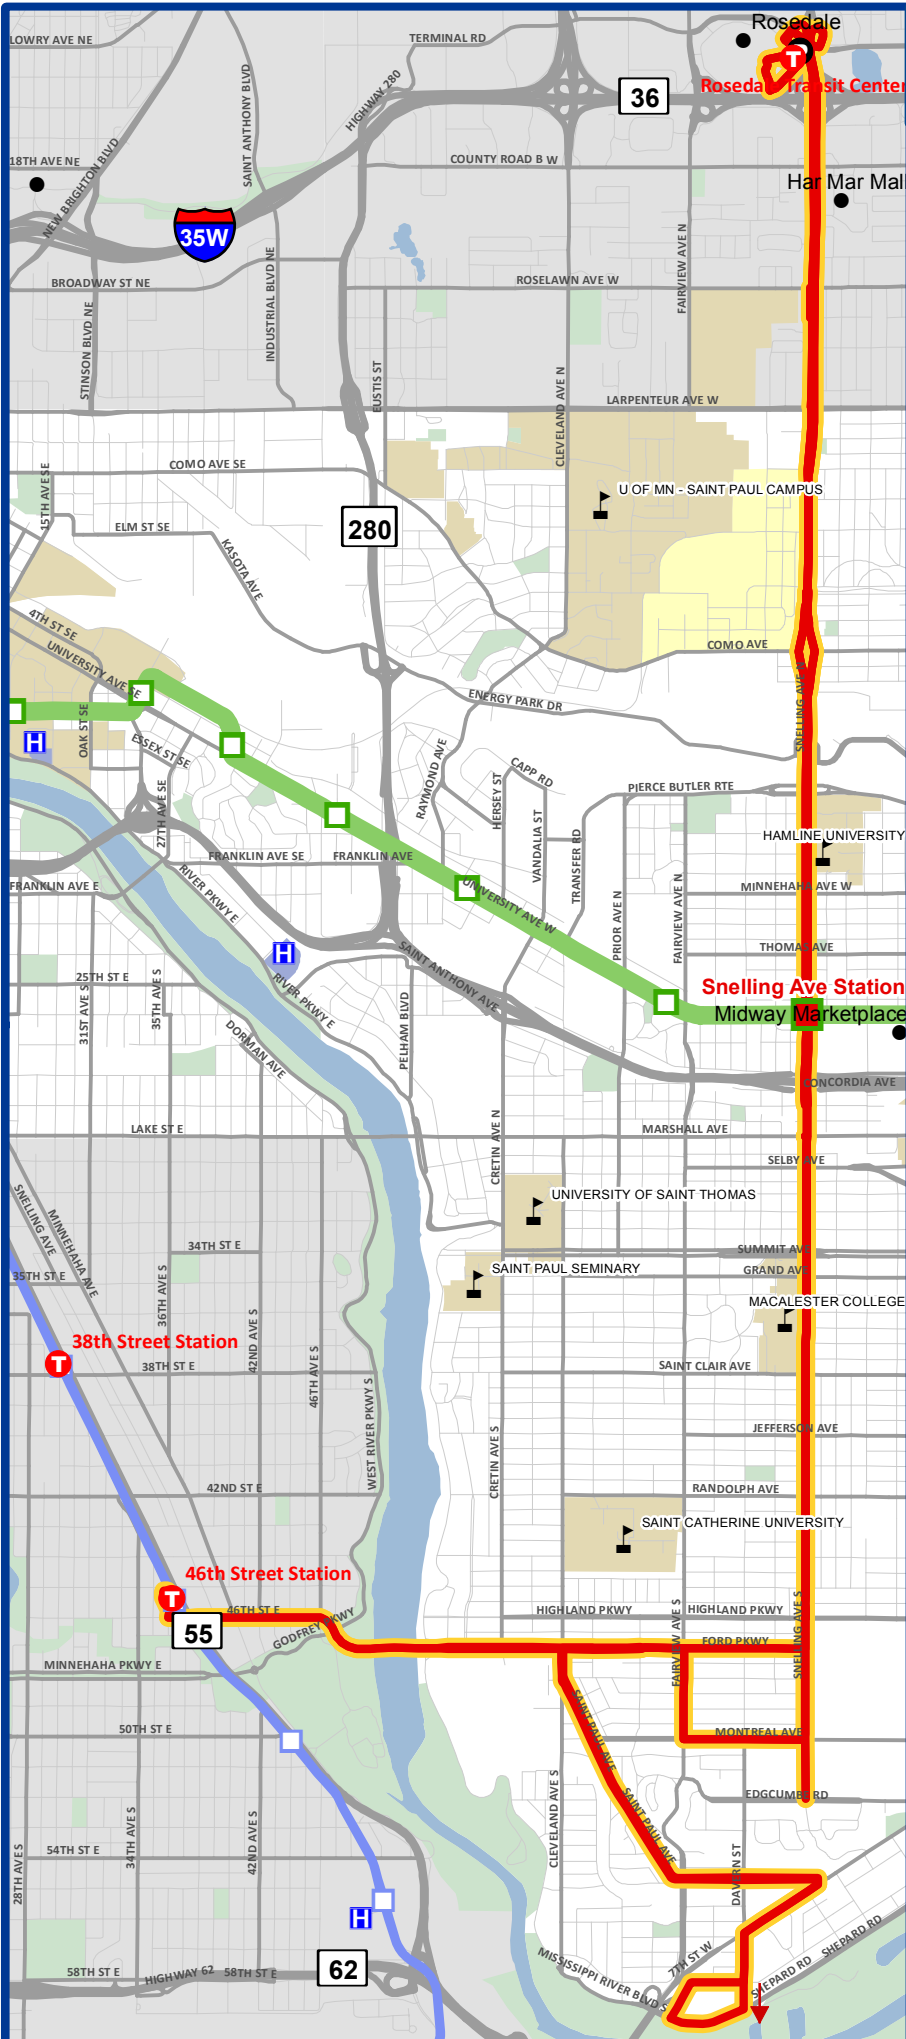 Rosedale
LOWRY AVE NE
TERMINAL RD
SAINT ANTHONY BLVD
HIGHWAY 280
36
Rosedale Transit Center
T
NEW BRIGHTON BLVD
18TH AVE NE
COUNTY ROAD B W
Har Mar Mall
35W
FAIRVIEW AVE N
BROADWAY ST NE
ROSELAWN AVE W
STINSON BLVD NE
INDUSTRIAL BLVD NE
EUSTIS ST
LARPENTEUR AVE W
CLEVELAND AVE N
COMO AVE SE
15TH AVE SE
U OF MN - SAINT PAUL CAMPUS
ELM ST SE
280
KASOTA AVE
4TH ST SE
UNIVERSITY AVE SE
COMO AVE
SNELLING AVE N
ENERGY PARK DR
OAK ST SE
H
ESSEX ST SE
RAYMOND AVE
CAPP RD
HERSEY ST
VANDALIA ST
TRANSFER RD
PIERCE BUTLER RTE
27TH AVE SE
HAMLINE UNIVERSITY
FRANKLIN AVE SE
FRANKLIN AVE
FRANKLIN AVE E
RIVER PKWY E
UNIVERSITY AVE W
MINNEHAHA AVE W
PRIOR AVE N
FAIRVIEW AVE N
THOMAS AVE
H
SAINT ANTHONY AVE
25TH ST E
RIVER PKWY E
31ST AVE S
35TH AVE S
Snelling Ave Station
Midway Marketplace
DORMAN AVE
PELHAM BLVD
CONCORDIA AVE
LAKE ST E
CRETIN AVE N
MARSHALL AVE
SELBY AVE
SNELLING AVE
MINNEHAHA AVE
UNIVERSITY OF SAINT THOMAS
34TH ST E
SUMMIT AVE
35TH ST E
SAINT PAUL SEMINARY
GRAND AVE
36TH AVE S
MACALESTER COLLEGE
42ND AVE S
46TH AVE S
38th Street Station
T
38TH ST E
SAINT CLAIR AVE
WEST RIVER PKWY S
CRETIN AVE S
JEFFERSON AVE
42ND ST E
RANDOLPH AVE
SAINT CATHERINE UNIVERSITY
46th Street Station
T
46TH ST E
55
GODFREY PKWY
HIGHLAND PKWY
HIGHLAND PKWY
FORD PKWY
FAIRVIEW AVE S
SNELLING AVE S
MINNEHAHA PKWY E
50TH ST E
SAINT PAUL AVE
MONTREAL AVE
SAINT PAUL AVE
EDGCUMBE RD
CLEVELAND AVE S
34TH AVE S
42ND AVE S
54TH ST E
28TH AVE S
DAVERN ST
H
7TH ST W
SHEPARD RD
SHEPARD RD
MISSISSIPPI RIVER BLVD S
58TH ST E
HIGHWAY 62
58TH ST E
62